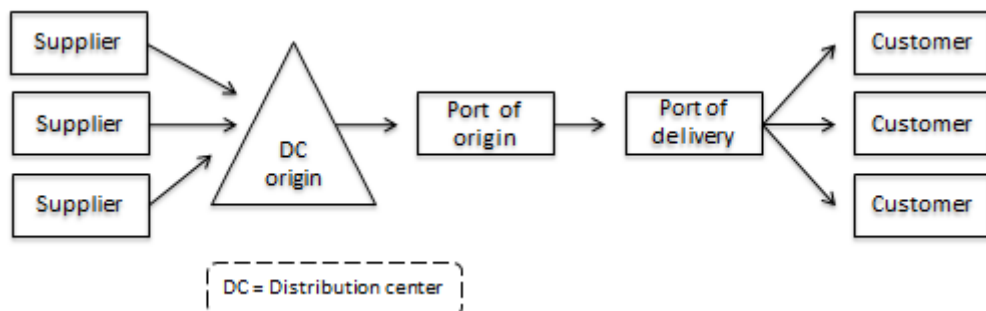 Supplier
Supplier
Supplier
DC
origin
Port of
origin
Port of
delivery
Customer
Customer
Customer
DC = Distribution center